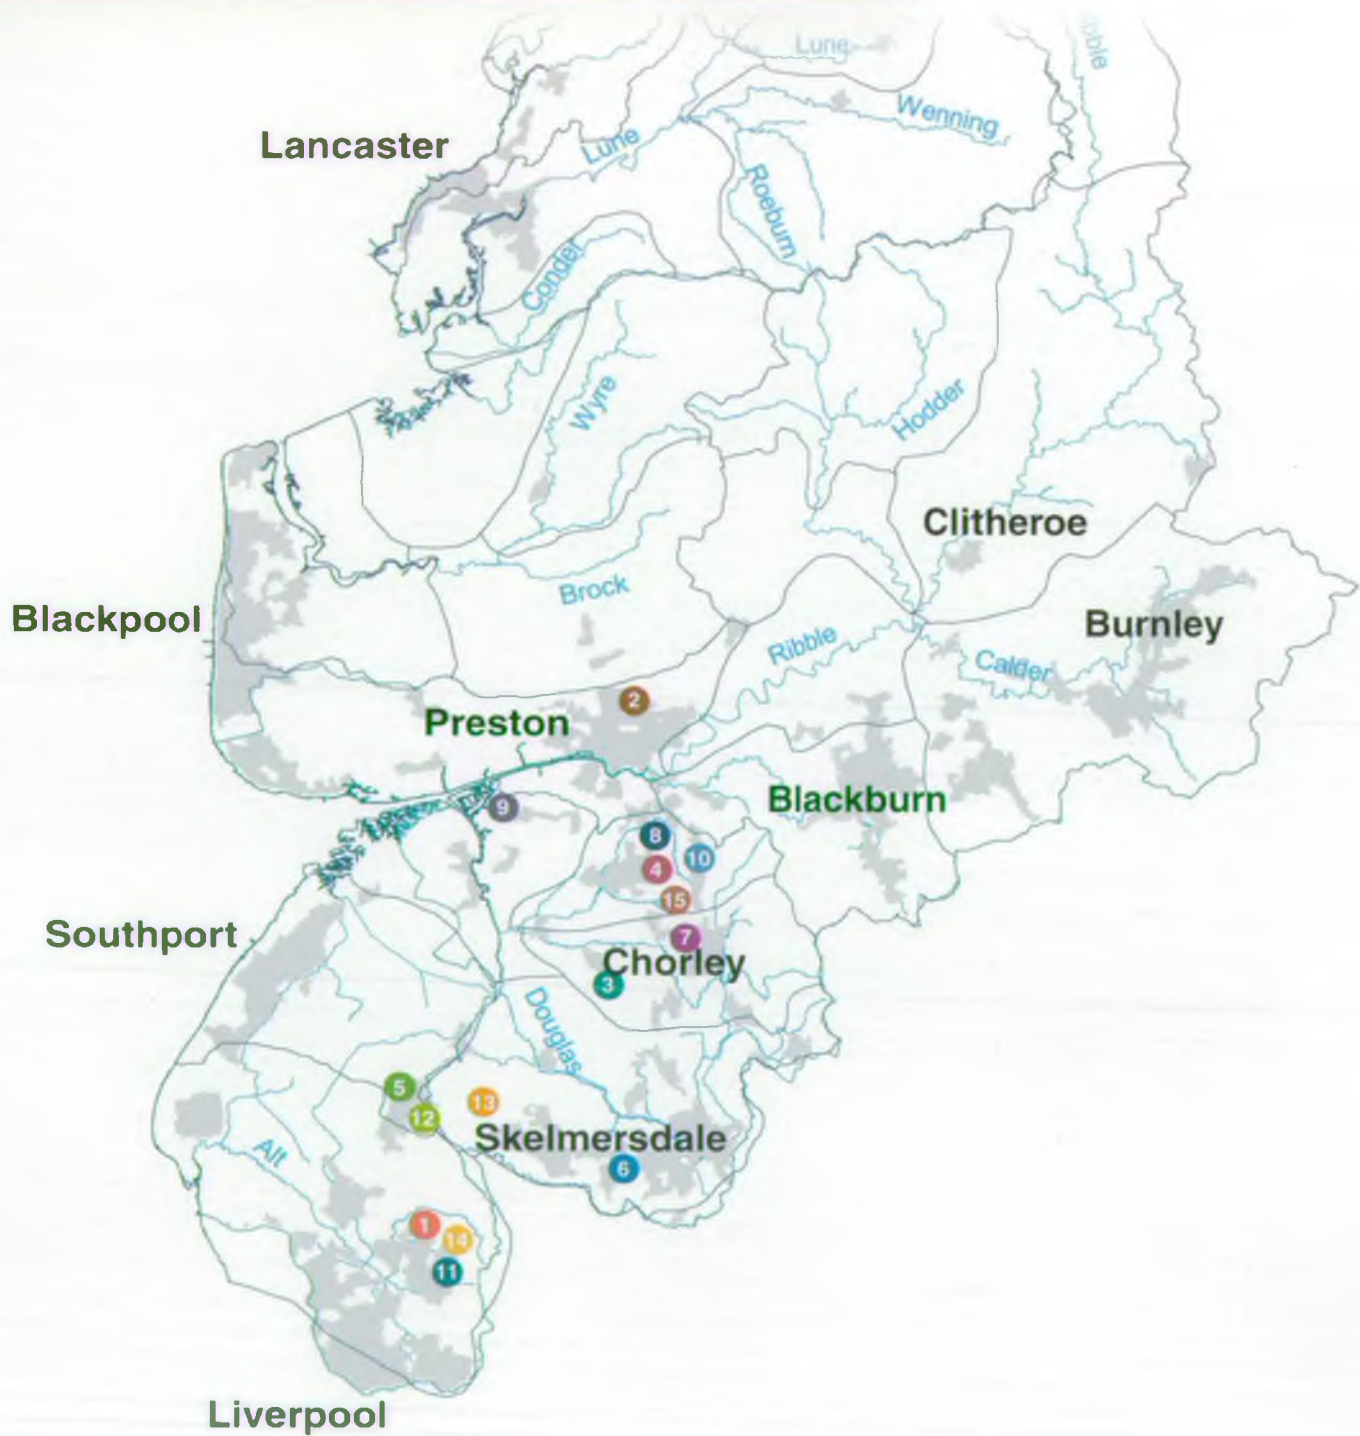 Lune
Wenning
Lancaster
Lune
Roeburn
Conder
Wyre
Hodder
Clitheroe
Brock
Blackpool
Burnley
Ribble
Calder
2
Preston
Blackburn
9
8
10
4
15
Southport
7
Chorley
3
Douglas
5
13
12
Skelmersdale
Alt
6
1
14
11
Liverpool